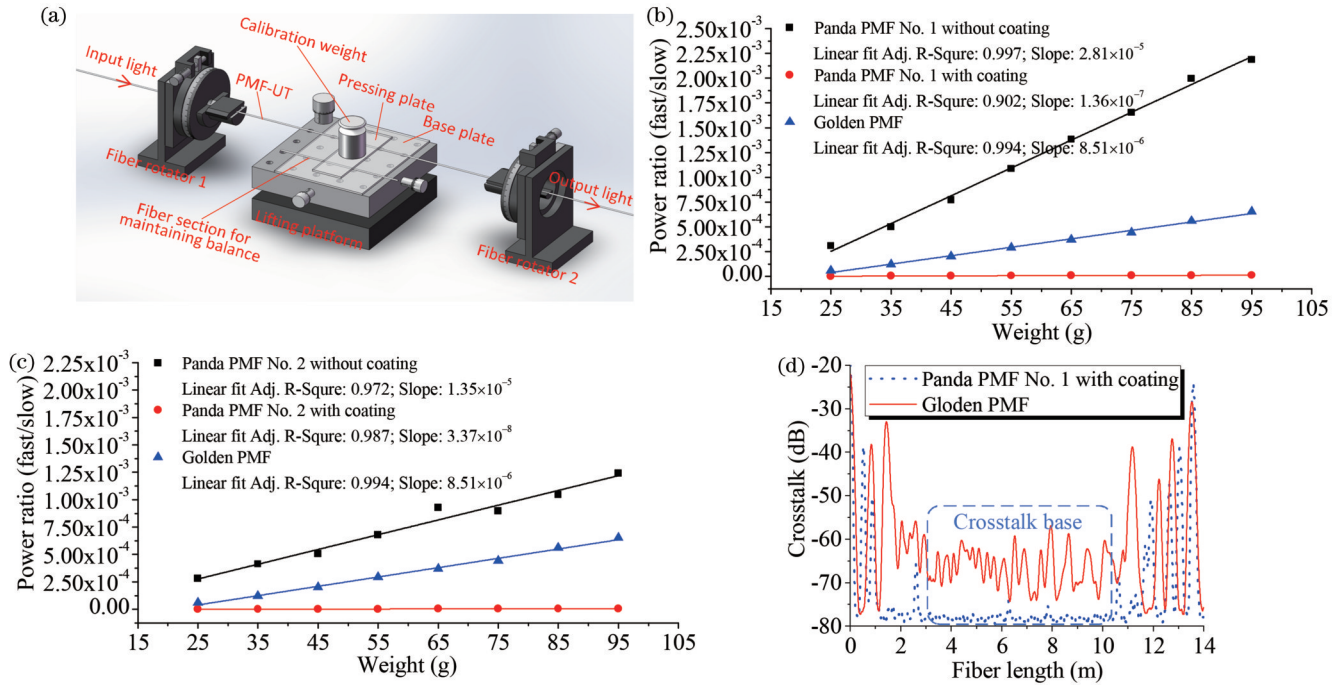 (a)
Calibration weight
Input light
Pressing plate
PMF-UT
Base plate
Output light
Fiber rotator 1
Fiber section for
maintaining balance
Lifting platform
Fiber rotator 2
(b)
Power ratio (fast/slow)
2.50x10⁻³
2.25x10⁻³
2.00x10⁻³
1.75x10⁻³
1.50x10⁻³
1.25x10⁻³
1.00x10⁻³
7.50x10⁻⁴
5.00x10⁻⁴
2.50x10⁻⁴
0.00
Panda PMF No. 1 without coating
Linear fit Adj. R-Squre: 0.997; Slope: 2.81×10⁻⁵
Panda PMF No. 1 with coating
Linear fit Adj. R-Squre: 0.902; Slope: 1.36×10⁻⁷
Golden PMF
Linear fit Adj. R-Squre: 0.994; Slope: 8.51×10⁻⁶
15 25 35 45 55 65 75 85 95 105
Weight (g)
(c)
Power ratio (fast/slow)
2.25x10⁻³
2.00x10⁻³
1.75x10⁻³
1.50x10⁻³
1.25x10⁻³
1.00x10⁻³
7.50x10⁻⁴
5.00x10⁻⁴
2.50x10⁻⁴
0.00
Panda PMF No. 2 without coating
Linear fit Adj. R-Squre: 0.972; Slope: 1.35×10⁻⁵
Panda PMF No. 2 with coating
Linear fit Adj. R-Squre: 0.987; Slope: 3.37×10⁻⁸
Golden PMF
Linear fit Adj. R-Squre: 0.994; Slope: 8.51×10⁻⁶
15 25 35 45 55 65 75 85 95 105
Weight (g)
(d)
Crosstalk (dB)
-20
-30
-40
-50
-60
-70
-80
Panda PMF No. 1 with coating
Gloden PMF
Crosstalk base
0 2 4 6 8 10 12 14
Fiber length (m)